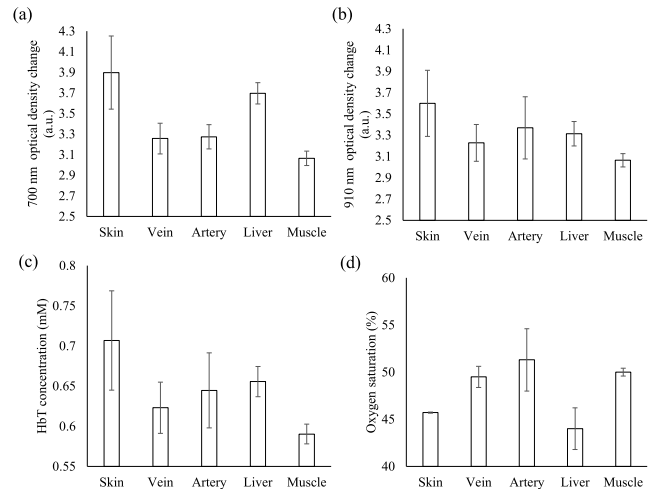 (a)
700 nm optical density change
(a.u.)
4.3
4.1
3.9
3.7
3.5
3.3
3.1
2.9
2.7
2.5
Skin Vein Artery Liver Muscle
(b)
910 nm optical density change
(a.u.)
4.3
4.1
3.9
3.7
3.5
3.3
3.1
2.9
2.7
2.5
Skin Vein Artery Liver Muscle
(c)
HbT concentration (mM)
0.8
0.75
0.7
0.65
0.6
0.55
Skin Vein Artery Liver Muscle
(d)
Oxygen saturation (%)
60
55
50
45
40
Skin Vein Artery Liver Muscle